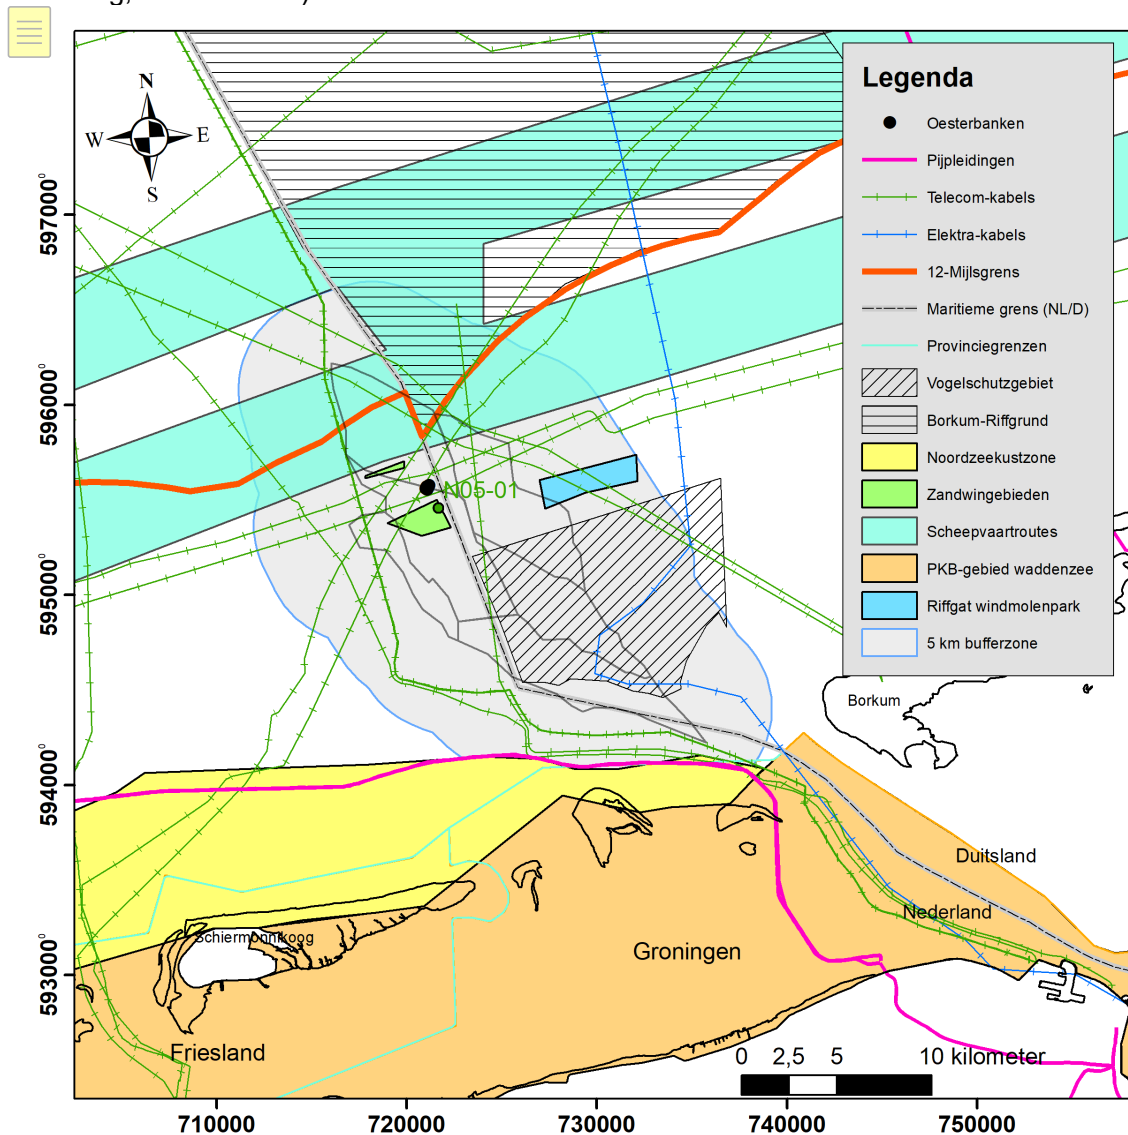 N
W E
S
Legenda
Oesterbanken
Pijpleidingen
Telecom-kabels
Elektra-kabels
12-Mijlsgrens
Maritieme grens (NL/D)
Provinciegrenzen
Vogelschutzgebiet
Borkum-Riffgrund
Noordzeekustzone
Zandwingebieden
Scheepvaartroutes
PKB-gebied waddenzee
Riffgat windmolenpark
5 km bufferzone
597000°
596000°
595000°
594000°
593000°
N05-01
Borkum
Duitsland
Nederland
Schiermonnikoog
Groningen
Friesland
0 2,5 5 10 kilometer
710000 720000 730000 740000 750000